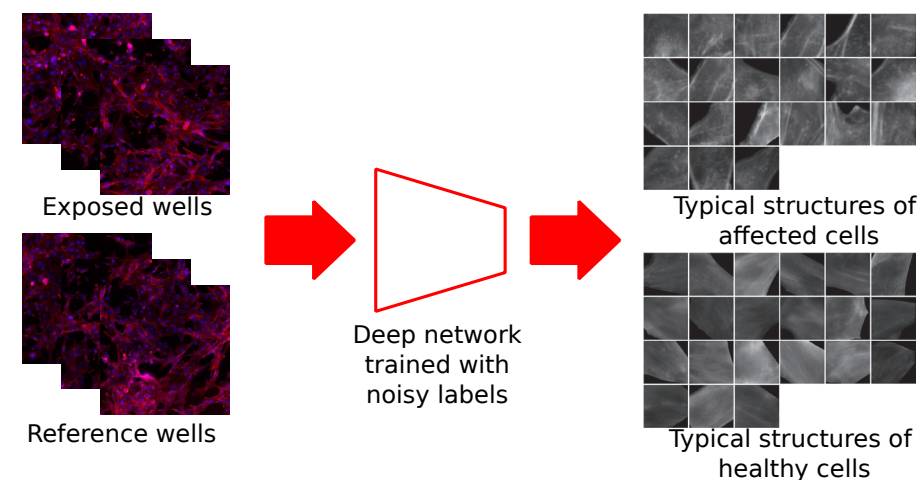 Exposed wells
Reference wells
Deep network
trained with
noisy labels
Typical structures of
affected cells
Typical structures of
healthy cells